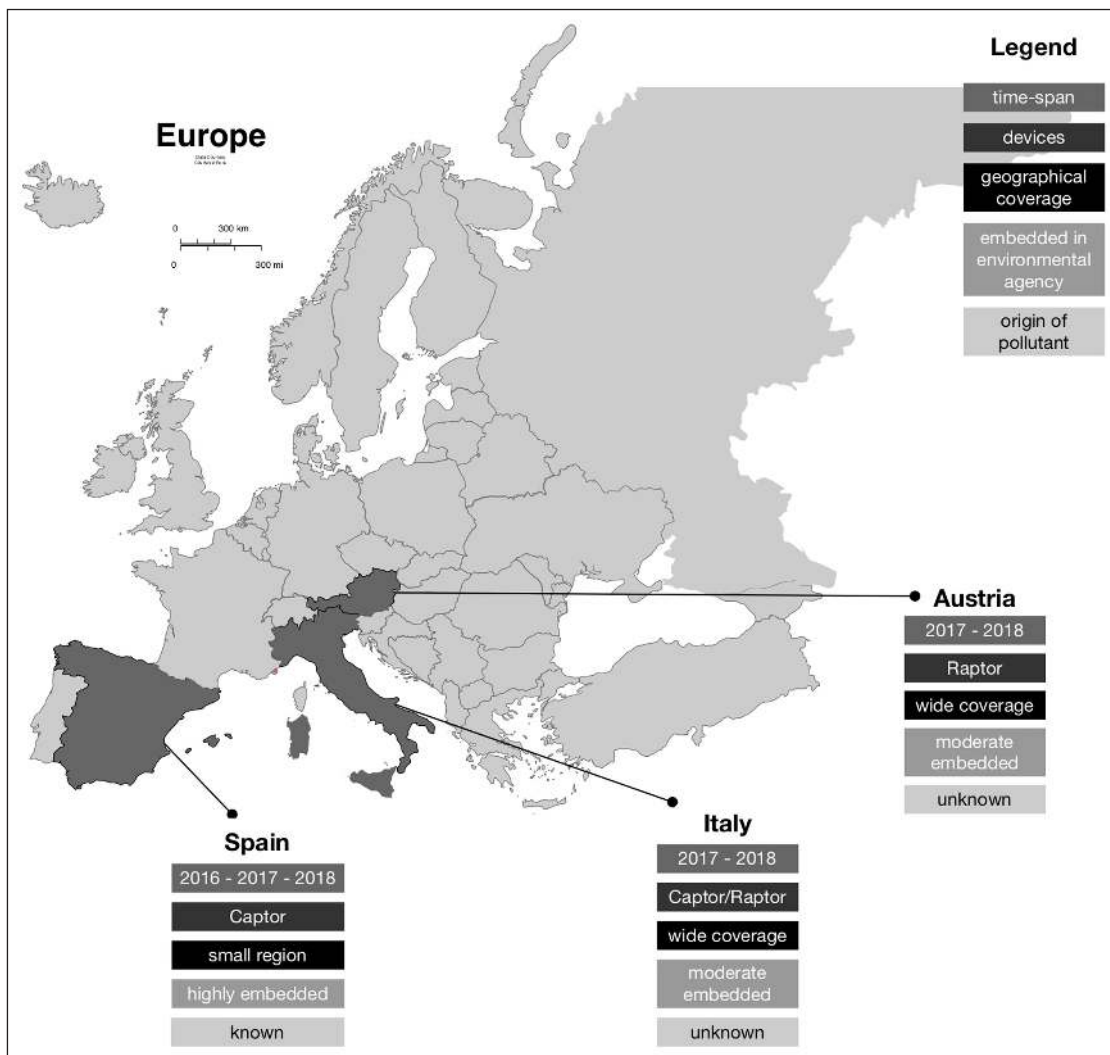 Legend
time-span
devices
geographical
coverage
embedded in
environmental
agency
origin of
pollutant
Europe
0 300 km
0 300 mi
Austria
2017 - 2018
Raptor
wide coverage
moderate
embedded
unknown
Italy
2017 - 2018
Captor/Raptor
wide coverage
moderate
embedded
unknown
Spain
2016 - 2017 - 2018
Captor
small region
highly embedded
known